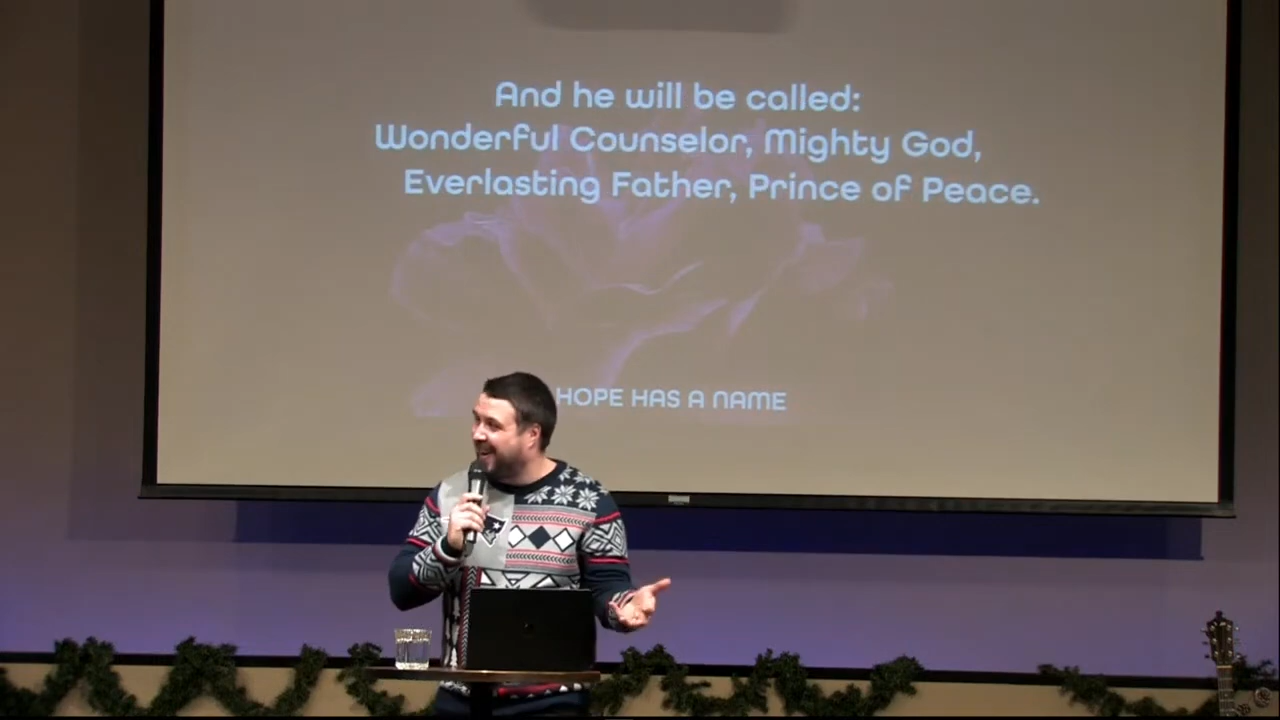 And he will be called:
Wonderful Counselor, Mighty God,
Everlasting Father, Prince of Peace.
HOPE HAS A NAME